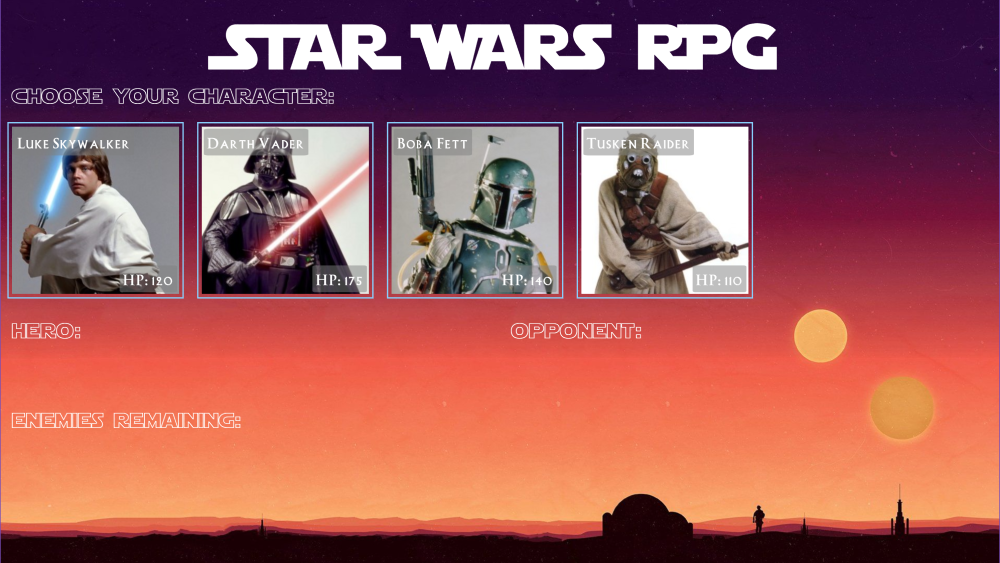 STAR WARS RPG
CHOOSE YOUR CHARACTER:
Luke Skywalker
Darth Vader
Boba Fett
Tusken Raider
HP: 120
HP: 175
HP: 140
HP: 110
HERO:
OPPONENT:
ENEMIES REMAINING: